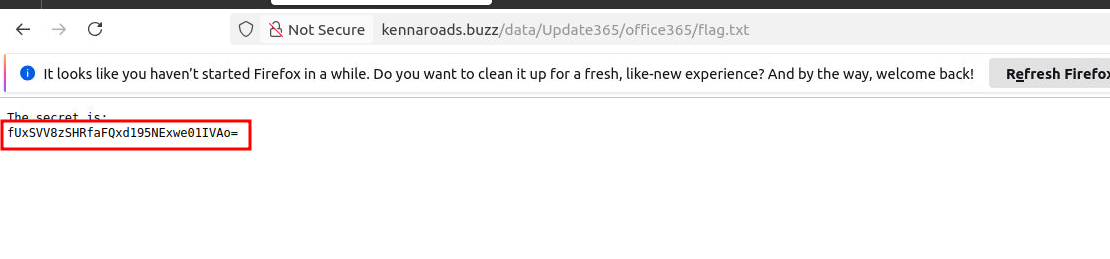 Not Secure kennaroads.buzz/data/Update365/office365/flag.txt
It looks like you haven’t started Firefox in a while. Do you want to clean it up for a fresh, like-new experience? And by the way, welcome back! Refresh Firefox
The secret is:
fUxSVV8zSHRfaFQxd195NExwe01IVAo=